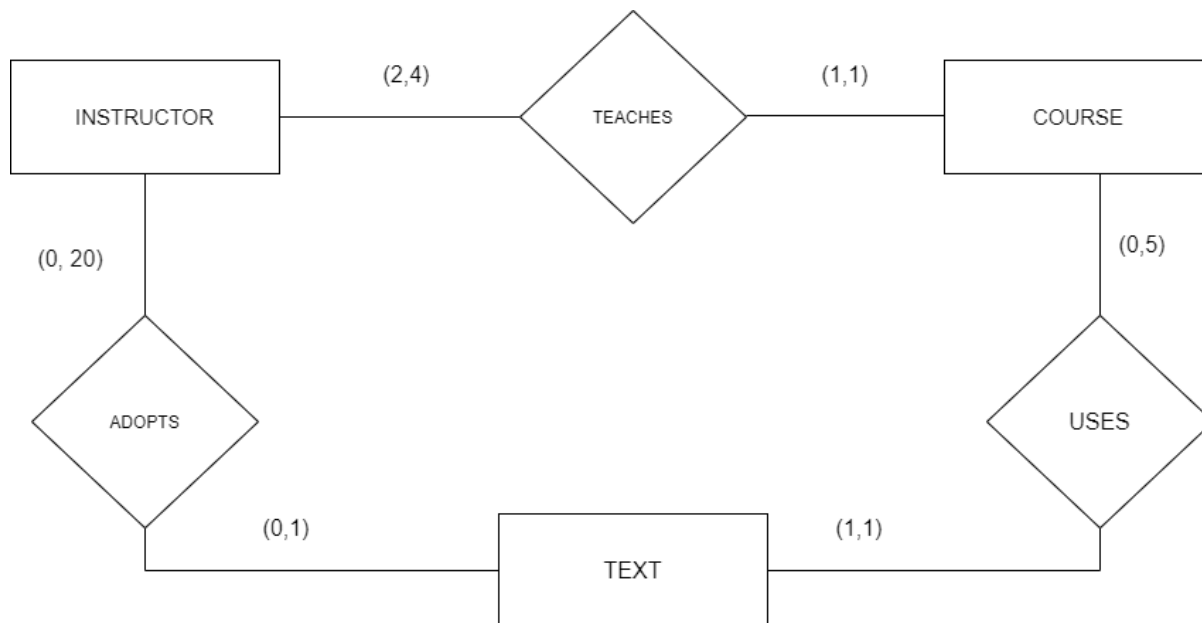 (2,4)
(1,1)
INSTRUCTOR
TEACHES
COURSE
(0, 20)
(0,5)
ADOPTS
USES
(0,1)
(1,1)
TEXT